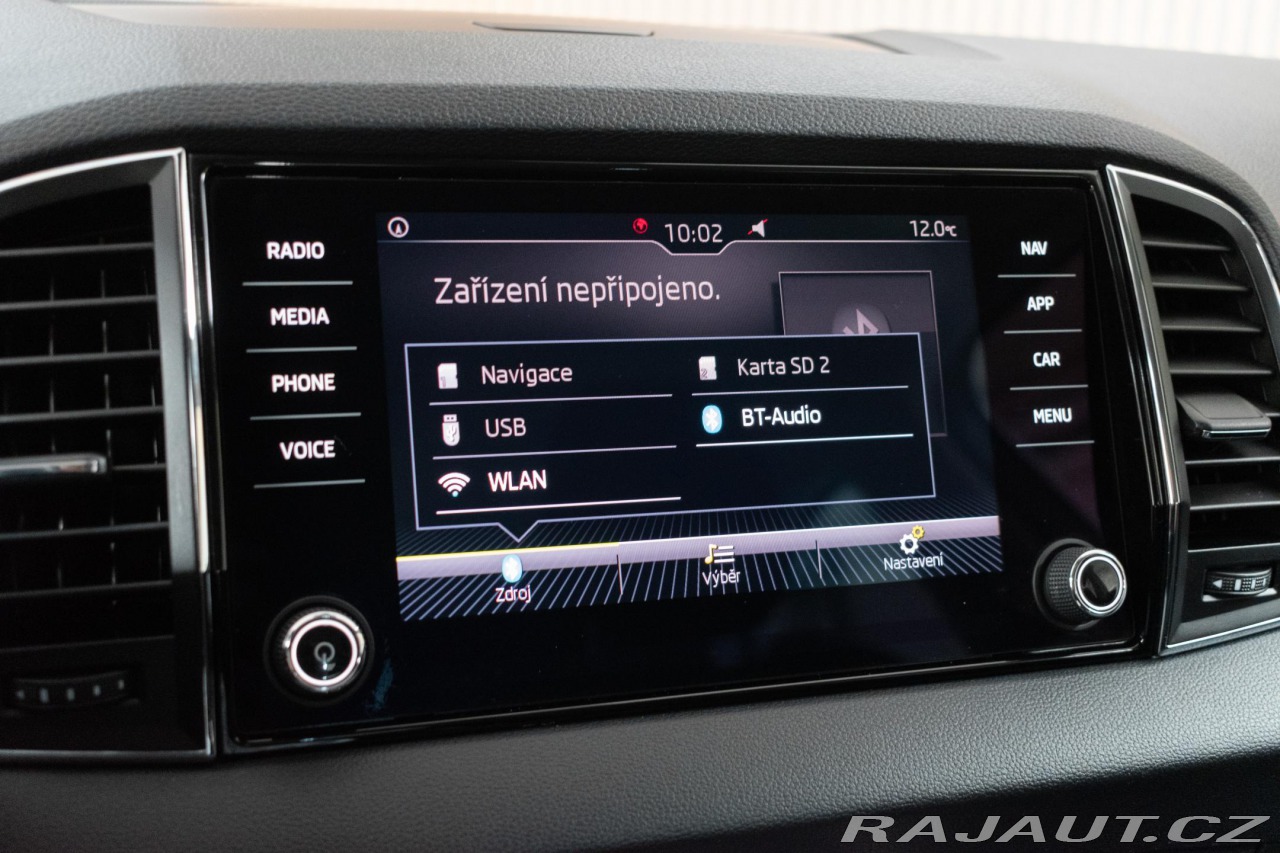 10:02
12.0°C
RADIO
MEDIA
PHONE
VOICE
Zařízení nepřipojeno.
Navigace
Karta SD 2
USB
BT-Audio
WLAN
Zdroj
Výběr
Nastavení
NAV
APP
CAR
MENU
RAJAUT.CZ